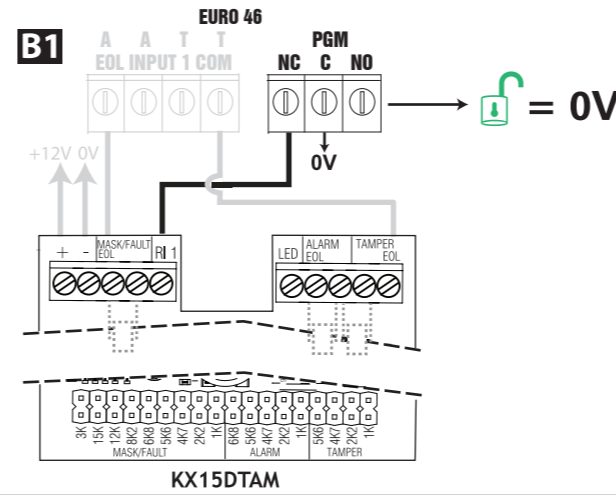 EURO 46
B1
A A T T
EOL INPUT 1 COM
PGM
NC C NO
= 0V
+12V 0V
0V
+ - MASK/FAULT EOL RI 1
LED ALARM EOL TAMPER EOL
3K 15K 12K 8K2 6K8 5K6 4K7 2K2 1K 6K8 5K6 4K7 2K2 1K 5K6 4K7 2K2 1K
MASK/FAULT ALARM TAMPER
KX15DTAM